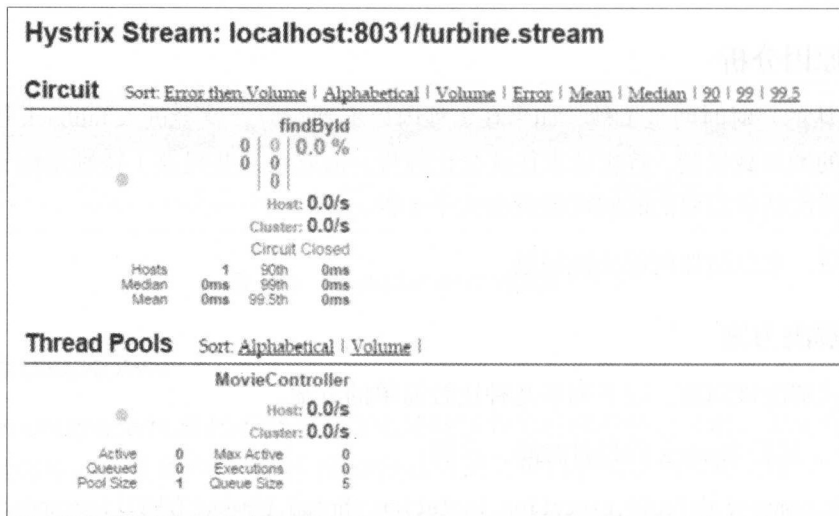 Hystrix Stream: localhost:8031/turbine.stream
Circuit Sort: Error then Volume | Alphabetical | Volume | Error | Mean | Median | 90 | 99 | 99.5
findById
0 | 0 | 0.0 %
0 | 0
0
Host: 0.0/s
Cluster: 0.0/s
Circuit Closed
Hosts 1 90th 0ms
Median 0ms 99th 0ms
Mean 0ms 99.5th 0ms
Thread Pools Sort: Alphabetical | Volume |
MovieController
Host: 0.0/s
Cluster: 0.0/s
Active 0 Max Active 0
Queued 0 Executions 0
Pool Size 1 Queue Size 5